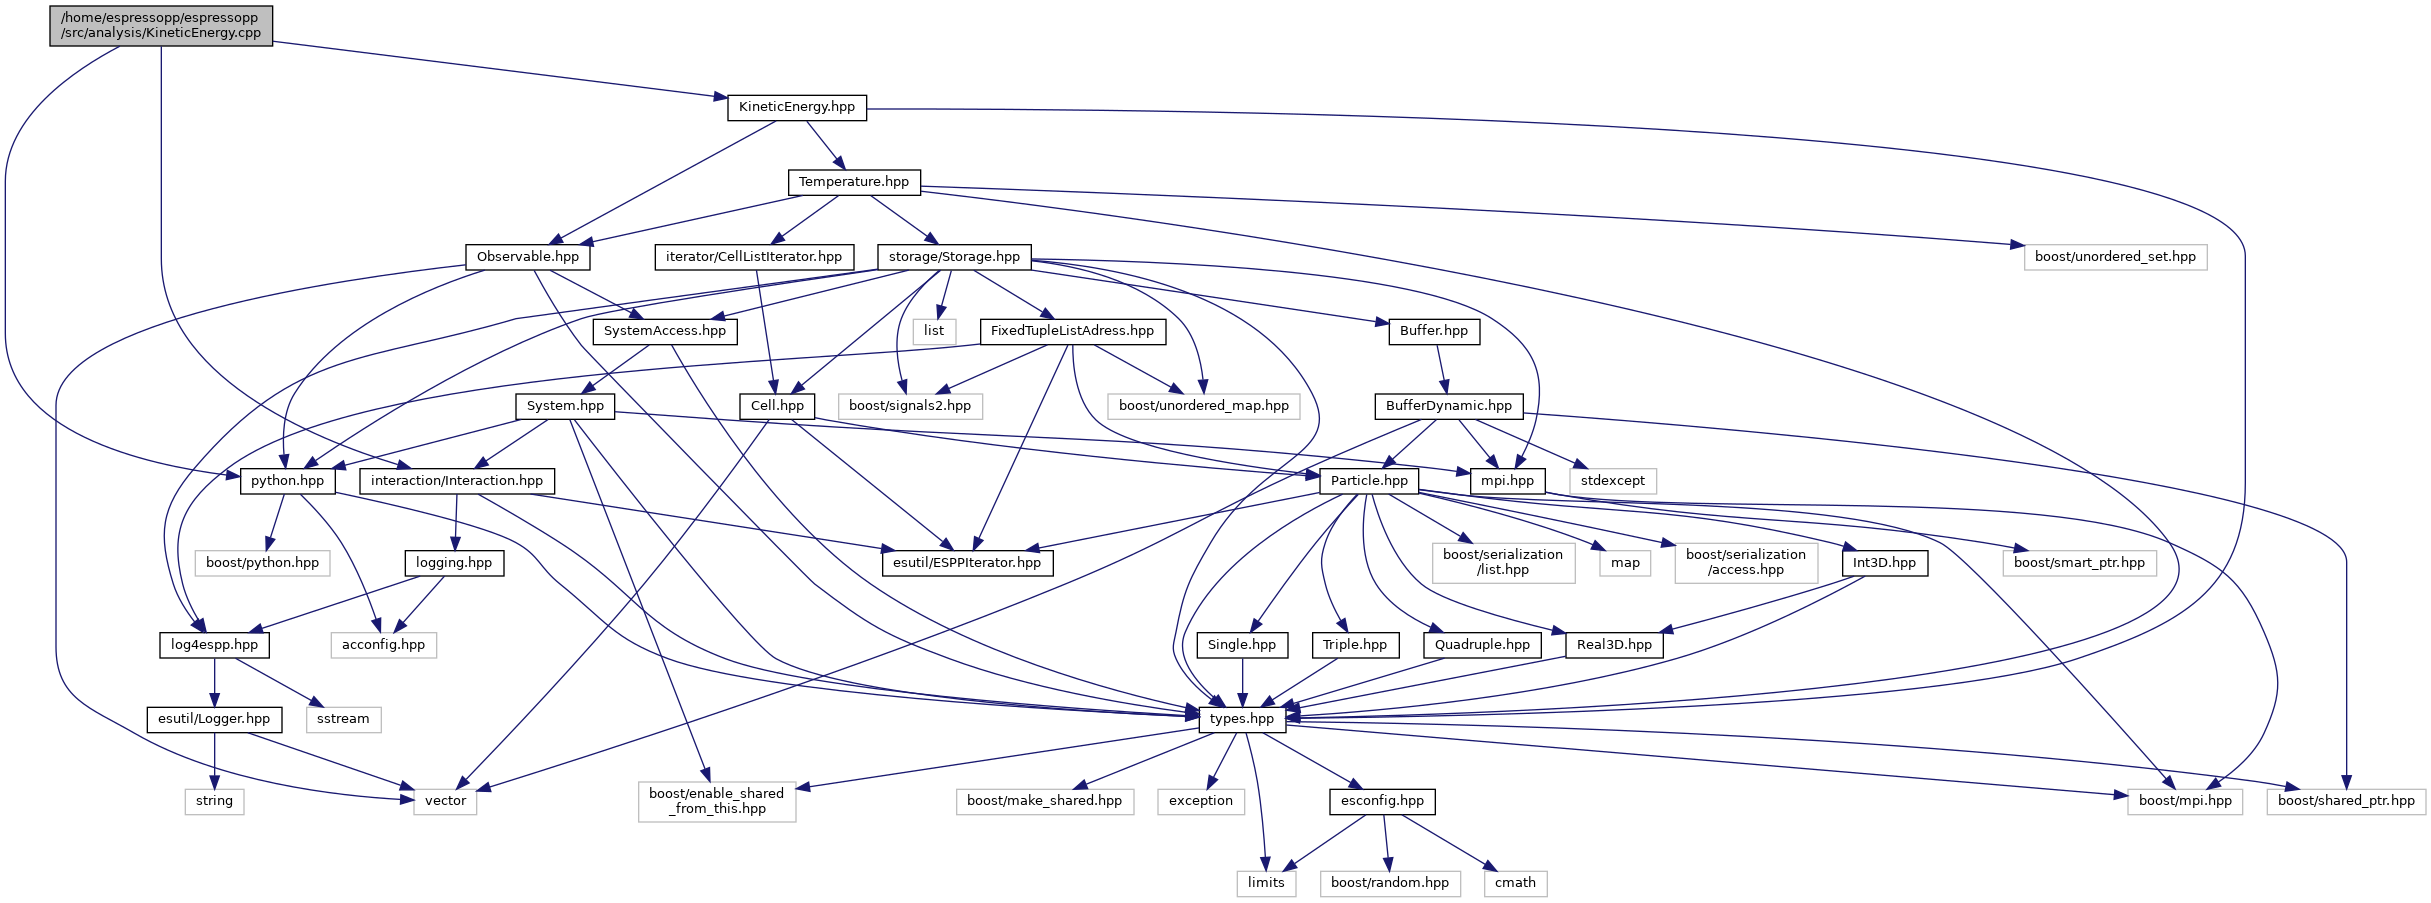 /home/espressopp/espressopp
/src/analysis/KineticEnergy.cpp
KineticEnergy.hpp
Temperature.hpp
Observable.hpp
iterator/CellListIterator.hpp
storage/Storage.hpp
boost/unordered_set.hpp
SystemAccess.hpp
list
FixedTupleListAdress.hpp
Buffer.hpp
System.hpp
Cell.hpp
boost/signals2.hpp
boost/unordered_map.hpp
BufferDynamic.hpp
python.hpp
interaction/Interaction.hpp
Particle.hpp
mpi.hpp
stdexcept
boost/python.hpp
logging.hpp
esutil/ESPPIterator.hpp
boost/serialization
/list.hpp
map
boost/serialization
/access.hpp
Int3D.hpp
boost/smart_ptr.hpp
log4espp.hpp
acconfig.hpp
Single.hpp
Triple.hpp
Quadruple.hpp
Real3D.hpp
esutil/Logger.hpp
sstream
types.hpp
string
vector
boost/enable_shared
_from_this.hpp
boost/make_shared.hpp
exception
esconfig.hpp
boost/mpi.hpp
boost/shared_ptr.hpp
limits
boost/random.hpp
cmath